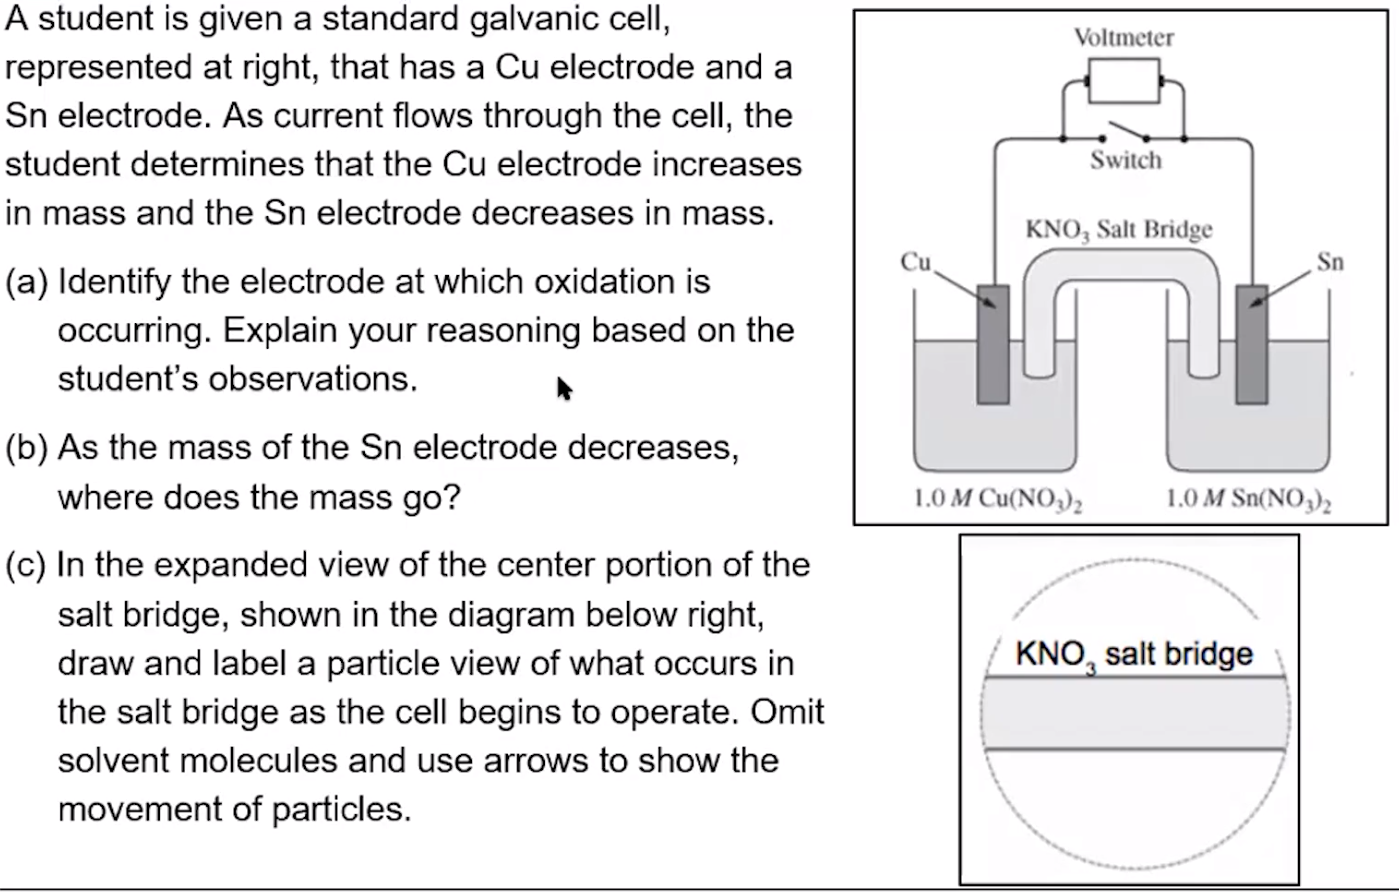 A student is given a standard galvanic cell,
represented at right, that has a Cu electrode and a
Sn electrode. As current flows through the cell, the
student determines that the Cu electrode increases
in mass and the Sn electrode decreases in mass.
(a) Identify the electrode at which oxidation is
occurring. Explain your reasoning based on the
student's observations.
(b) As the mass of the Sn electrode decreases,
where does the mass go?
(c) In the expanded view of the center portion of the
salt bridge, shown in the diagram below right,
draw and label a particle view of what occurs in
the salt bridge as the cell begins to operate. Omit
solvent molecules and use arrows to show the
movement of particles.
Voltmeter
Switch
KNO₃ Salt Bridge
Cu
Sn
1.0 M Cu(NO₃)₂
1.0 M Sn(NO₃)₂
KNO₃ salt bridge